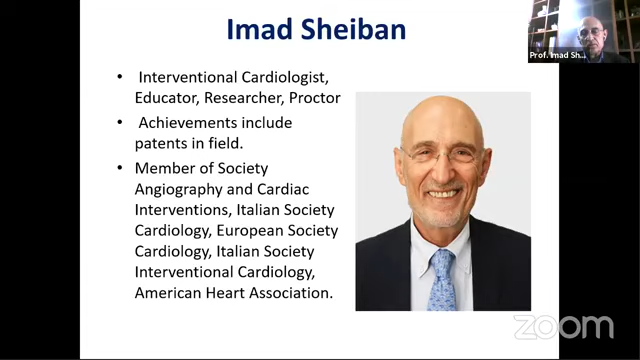 Imad Sheiban
• Interventional Cardiologist,
Educator, Researcher, Proctor
• Achievements include
patents in field.
• Member of Society
Angiography and Cardiac
Interventions, Italian Society
Cardiology, European Society
Cardiology, Italian Society
Interventional Cardiology,
American Heart Association.
Prof. Imad Sh...
zoom